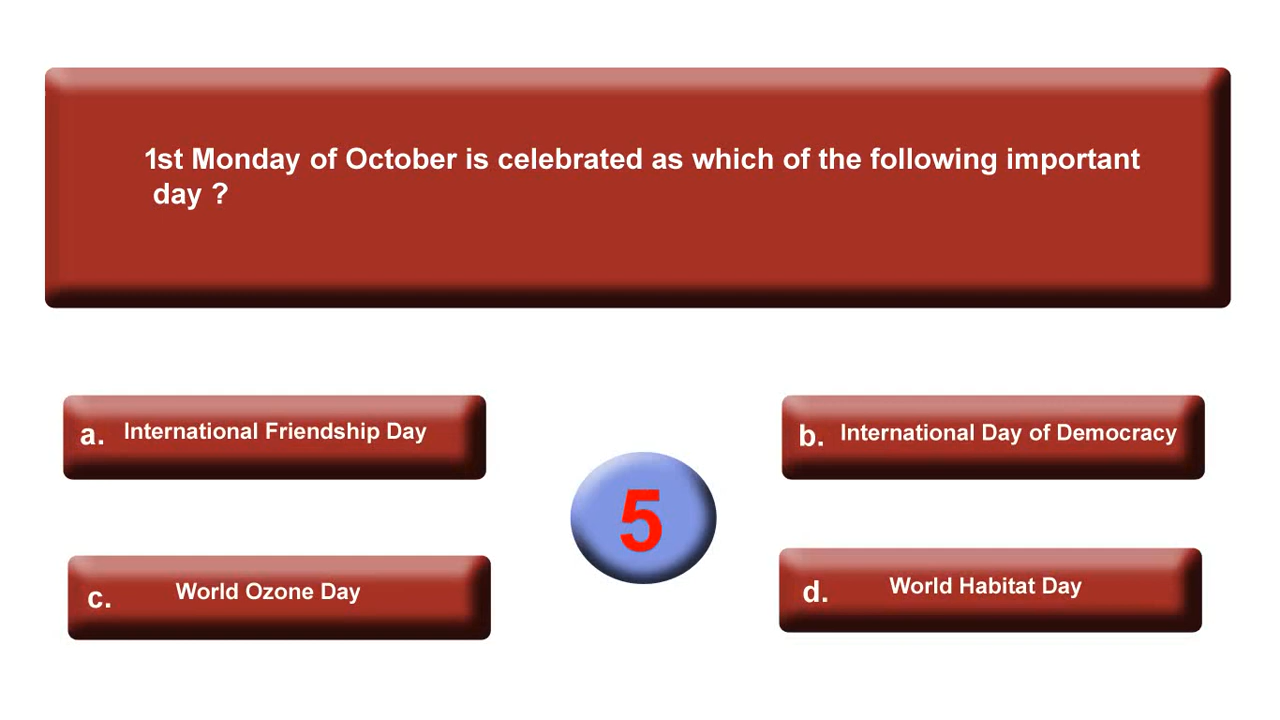 1st Monday of October is celebrated as which of the following important
day ?
a. International Friendship Day
b. International Day of Democracy
5
c. World Ozone Day
d. World Habitat Day